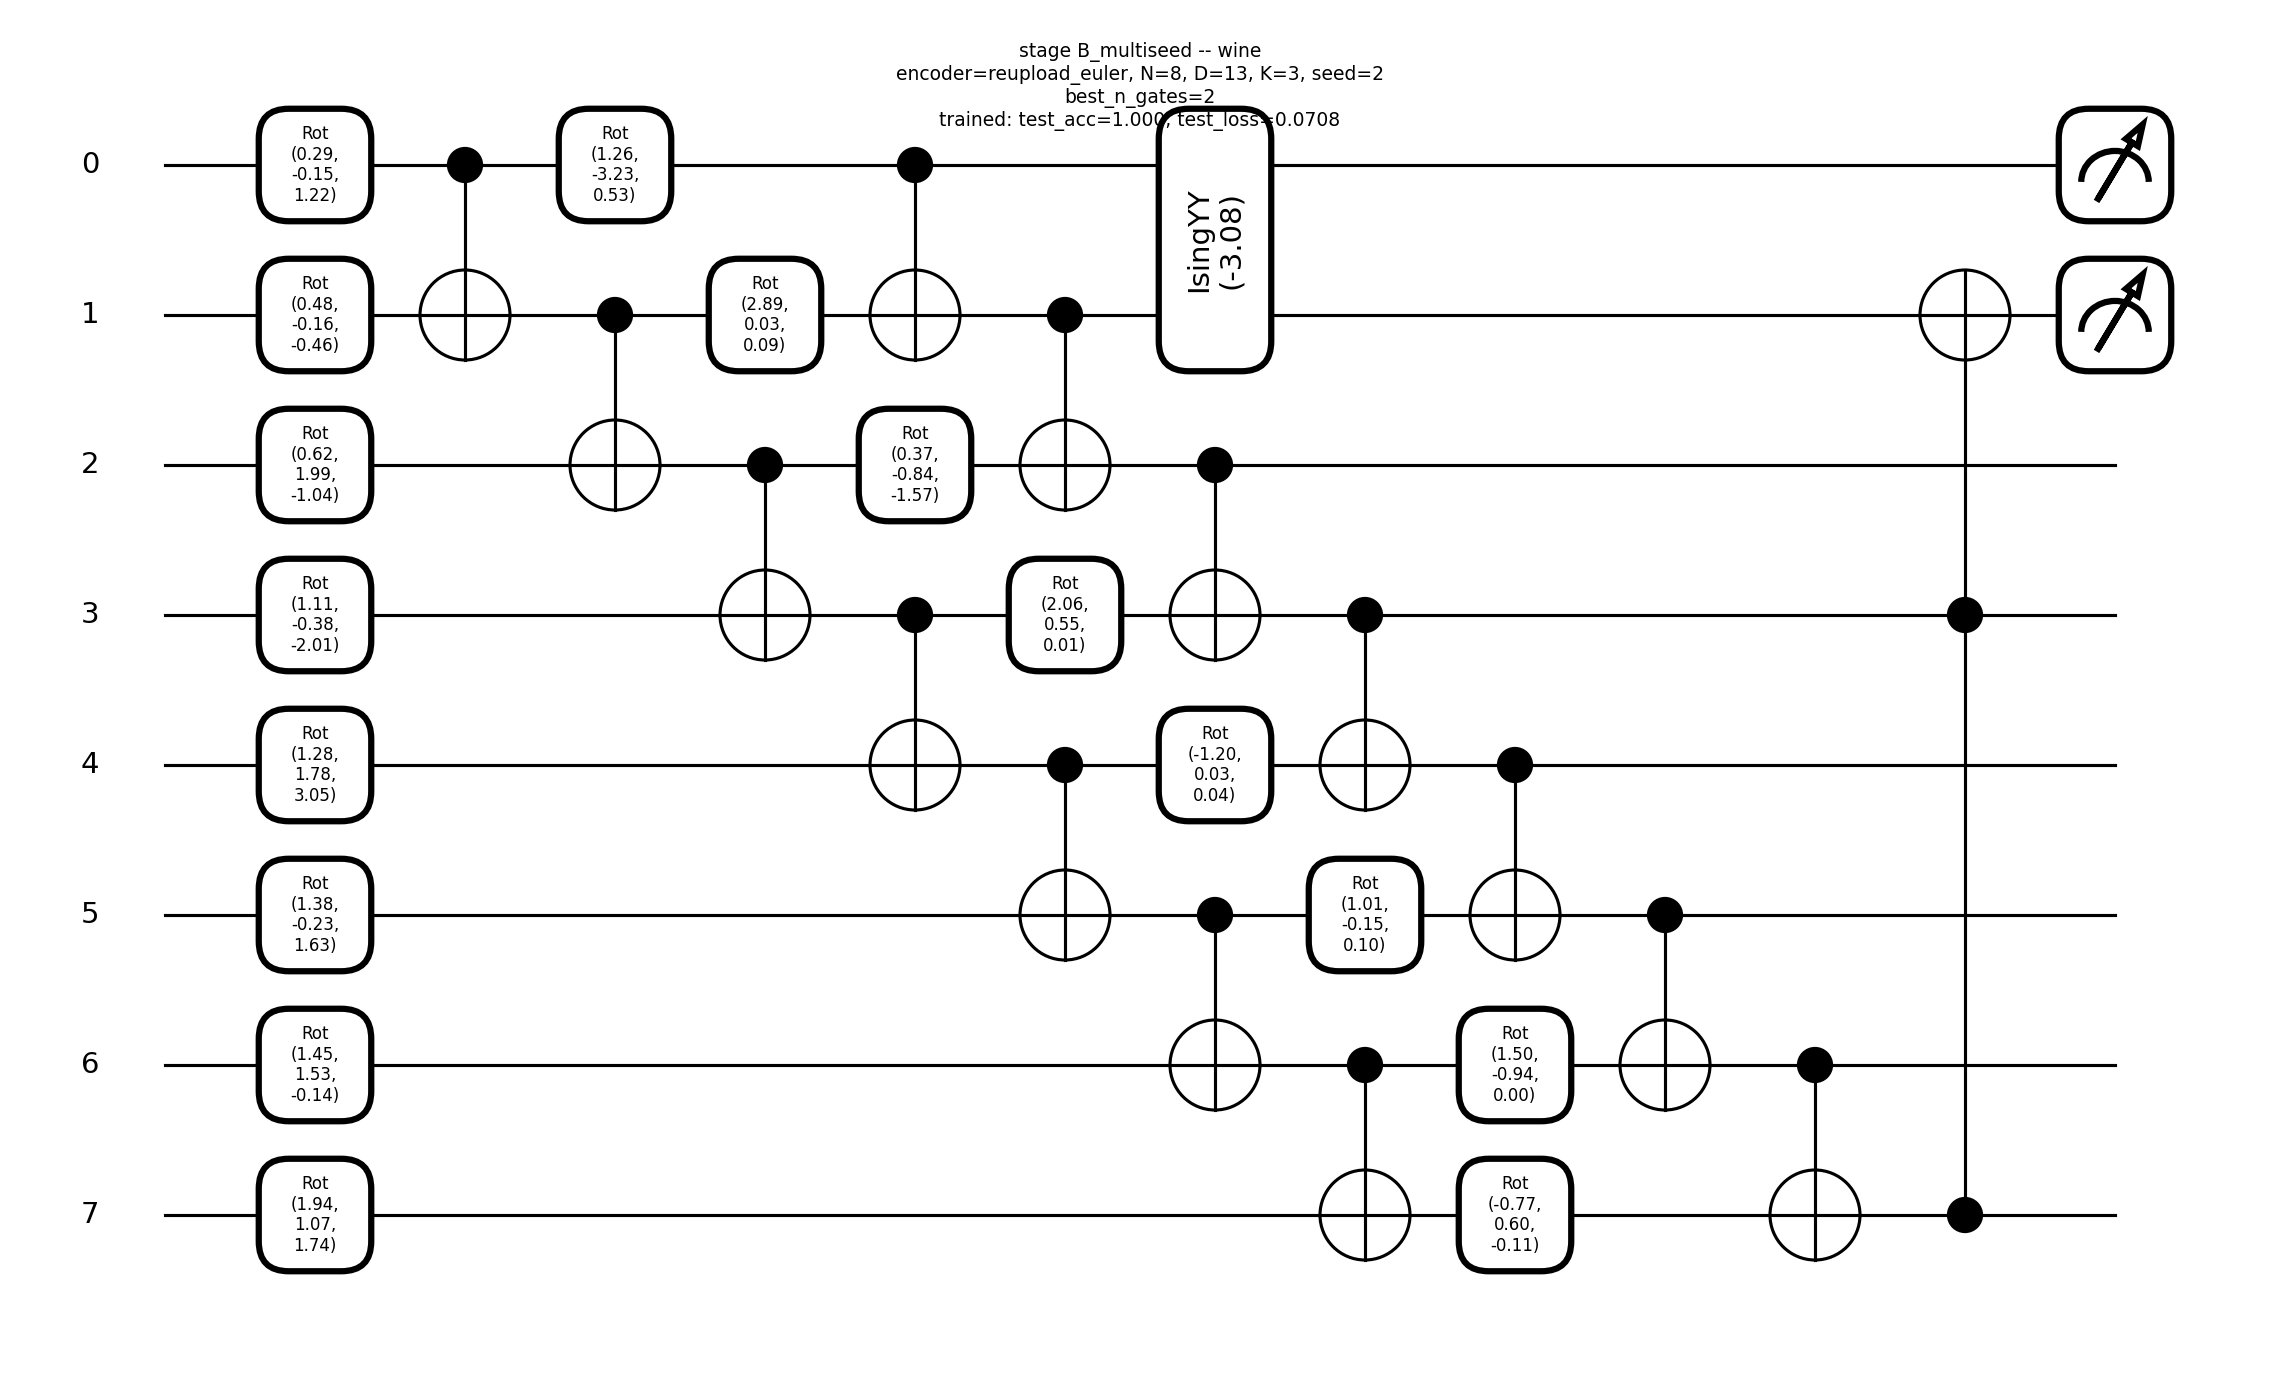 stage B_multiseed -- wine
encoder=reupload_euler, N=8, D=13, K=3, seed=2
best_n_gates=2
trained: test_acc=1.000, test_loss=0.0708
0
Rot
(0.29,
-0.15,
1.22)
Rot
(1.26,
-3.23,
0.53)
IsingYY
(-3.08)
1
Rot
(0.48,
-0.16,
-0.46)
Rot
(2.89,
0.03,
0.09)
2
Rot
(0.62,
1.99,
-1.04)
Rot
(0.37,
-0.84,
-1.57)
3
Rot
(1.11,
-0.38,
-2.01)
Rot
(2.06,
0.55,
0.01)
4
Rot
(1.28,
1.78,
3.05)
Rot
(-1.20,
0.03,
0.04)
5
Rot
(1.38,
-0.23,
1.63)
Rot
(1.01,
-0.15,
0.10)
6
Rot
(1.45,
1.53,
-0.14)
Rot
(1.50,
-0.94,
0.00)
7
Rot
(1.94,
1.07,
1.74)
Rot
(-0.77,
0.60,
-0.11)